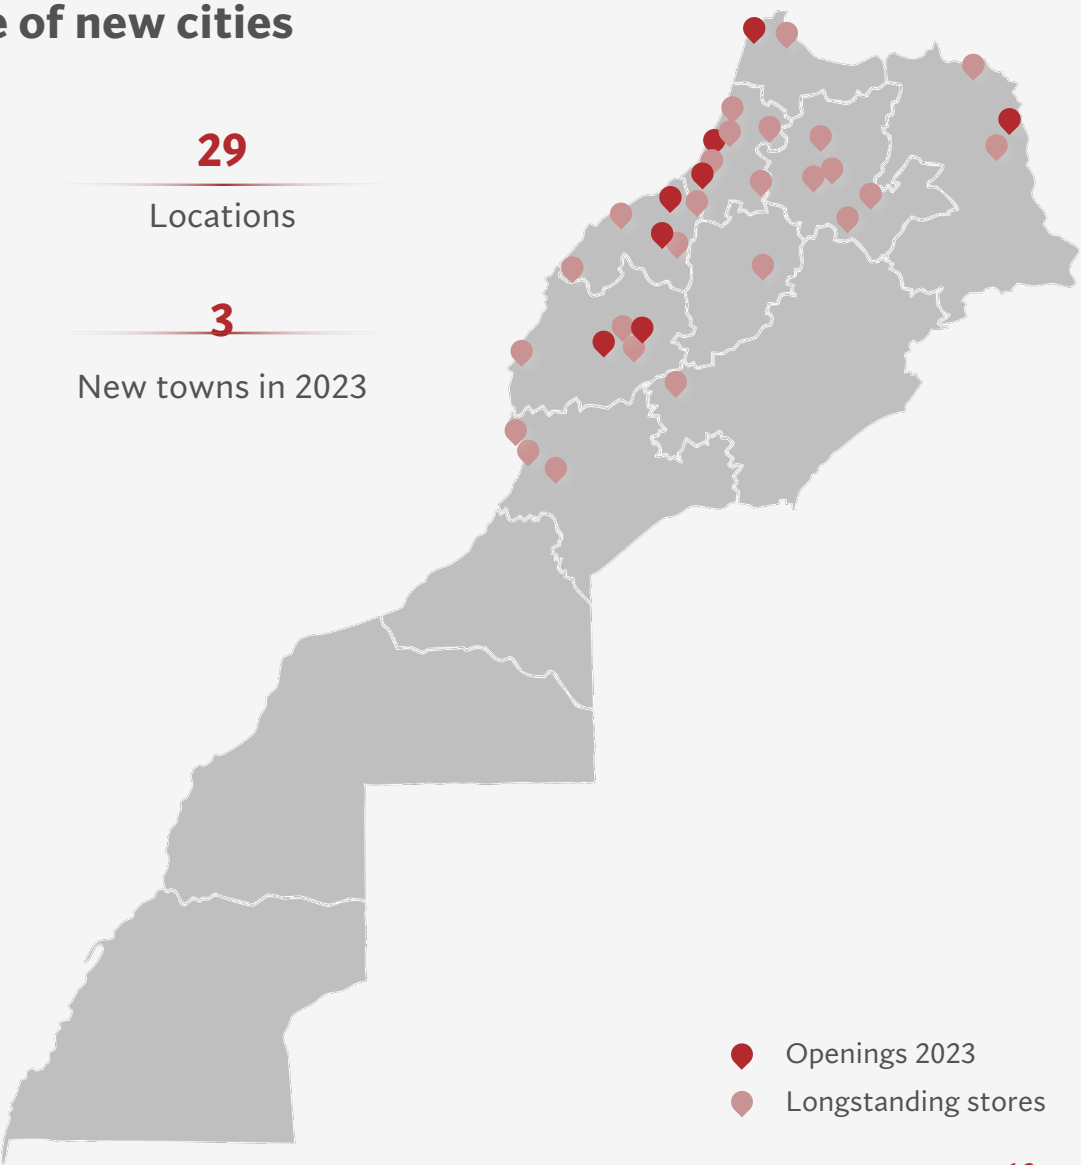 e of new cities
29
Locations
3
New towns in 2023
Openings 2023
Longstanding stores